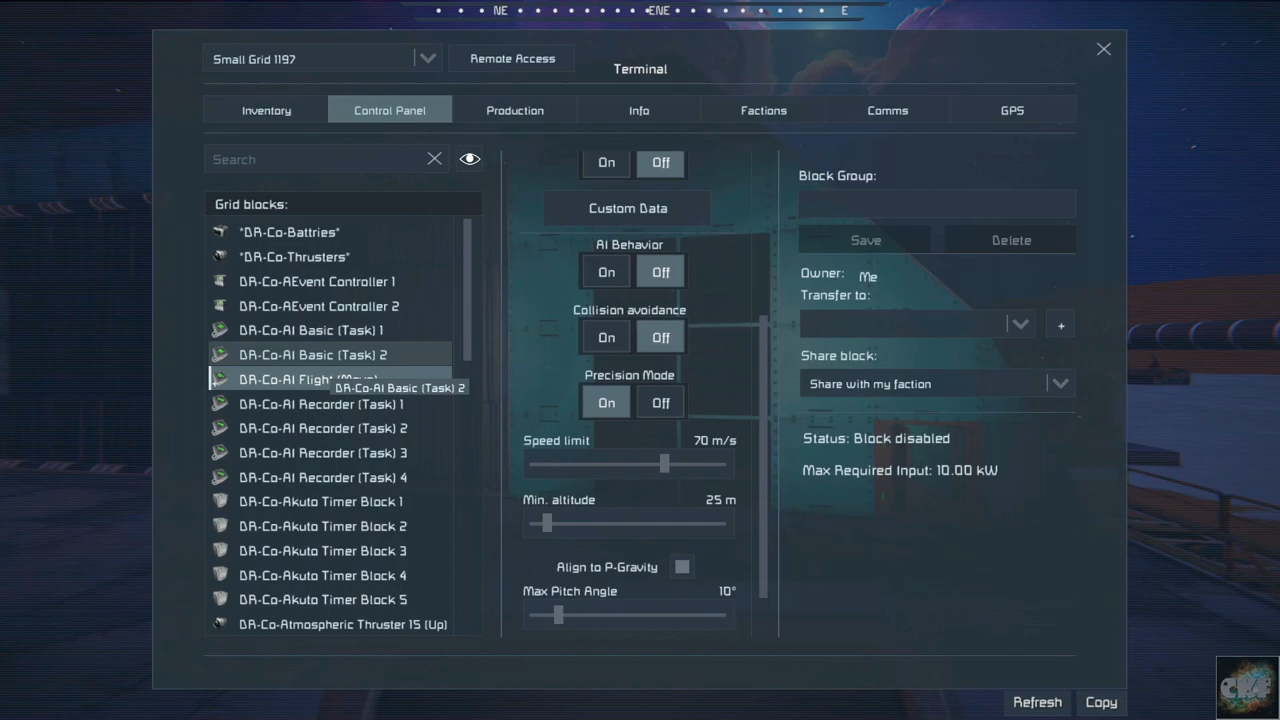 NE
ENE
E
Small Grid 1197
Remote Access
Terminal
Inventory
Control Panel
Production
Info
Factions
Comms
GPS
Search
Grid blocks:
*DR-Co-Battries*
*DR-Co-Thrusters*
DR-Co-AEvent Controller 1
DR-Co-AEvent Controller 2
DR-Co-AI Basic (Task) 1
DR-Co-AI Basic (Task) 2
DR-Co-AI Flight (Move)
DR-Co-AI Basic (Task) 2
DR-Co-AI Recorder (Task) 1
DR-Co-AI Recorder (Task) 2
DR-Co-AI Recorder (Task) 3
DR-Co-AI Recorder (Task) 4
DR-Co-Akuto Timer Block 1
DR-Co-Akuto Timer Block 2
DR-Co-Akuto Timer Block 3
DR-Co-Akuto Timer Block 4
DR-Co-Akuto Timer Block 5
DR-Co-Atmospheric Thruster 15 (Up)
On Off
Custom Data
AI Behavior
On Off
Collision avoidance
On Off
Precision Mode
On Off
Speed limit 70 m/s
Min. altitude 25 m
Align to P-Gravity
Max Pitch Angle 10°
Block Group:
Save Delete
Owner: Me
Transfer to:
+
Share block:
Share with my faction
Status: Block disabled
Max Required Input: 10.00 kW
Refresh Copy